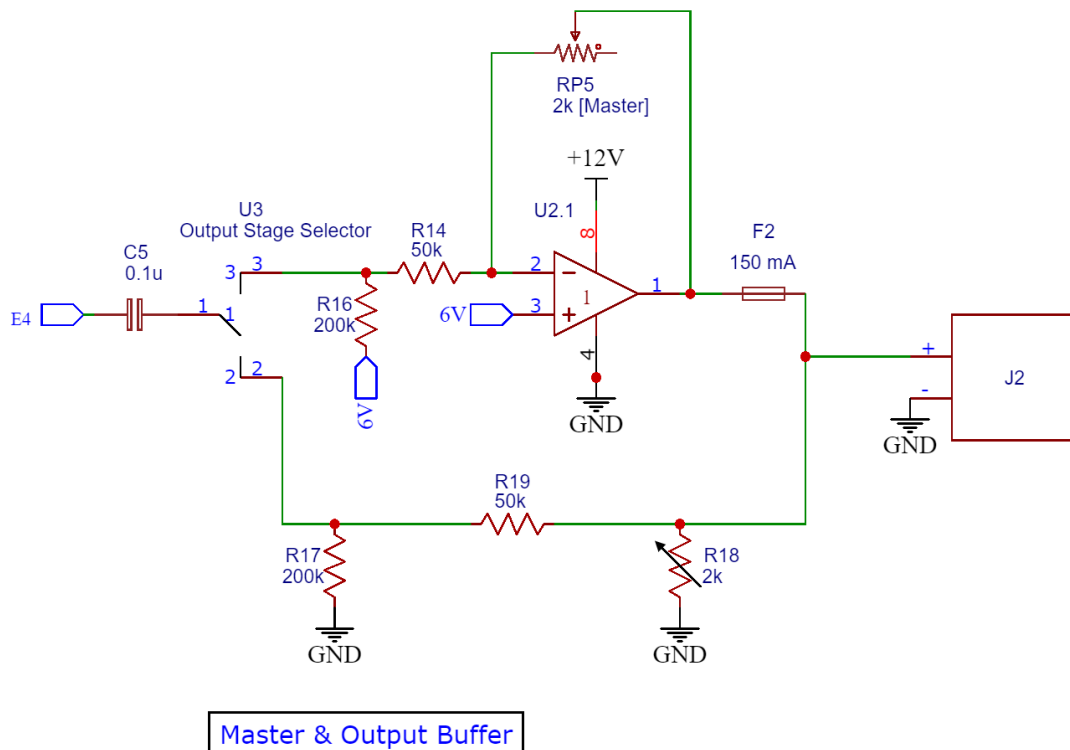 RP5
2k [Master]
+12V
U2.1
8
U3
Output Stage Selector
R14
50k
F2
150 mA
C5
0.1u
3 3
2
1
1
R16
200k
1 1
E4
6V
3
4
GND
6V
2 2
+
-
J2
GND
R19
50k
R17
200k
R18
2k
GND
GND
Master & Output Buffer